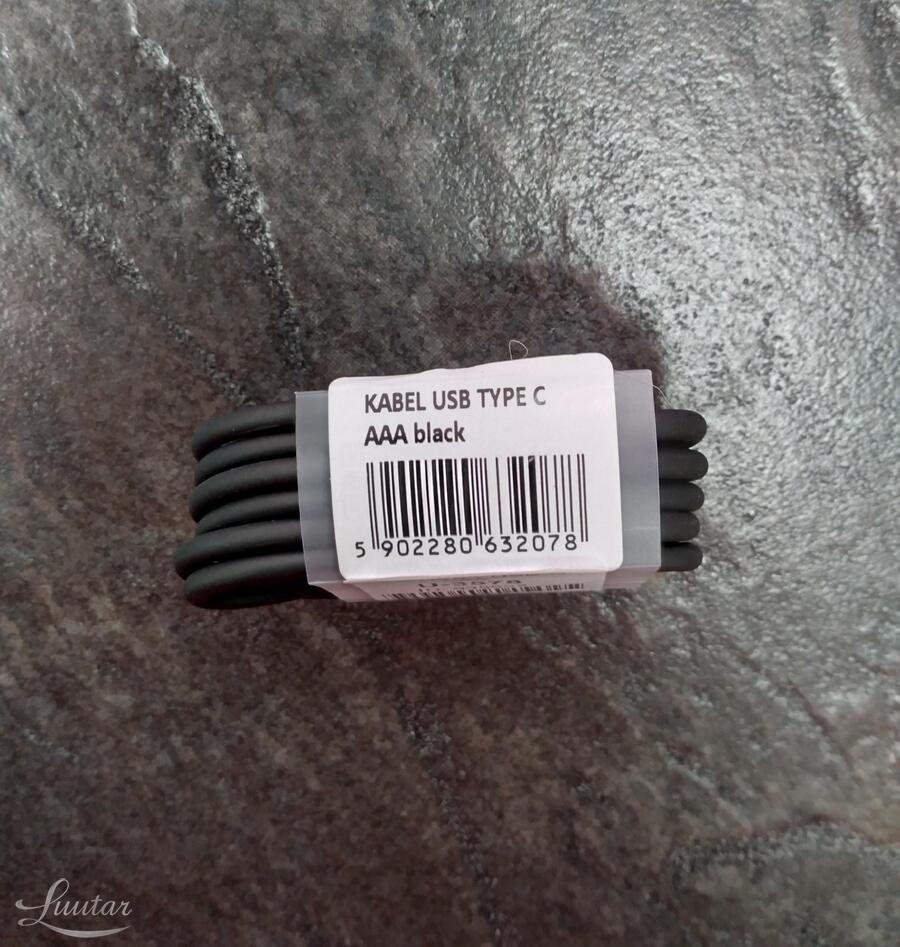 KABEL USB TYPE C
AAA black
5 902280 632078
Luutar